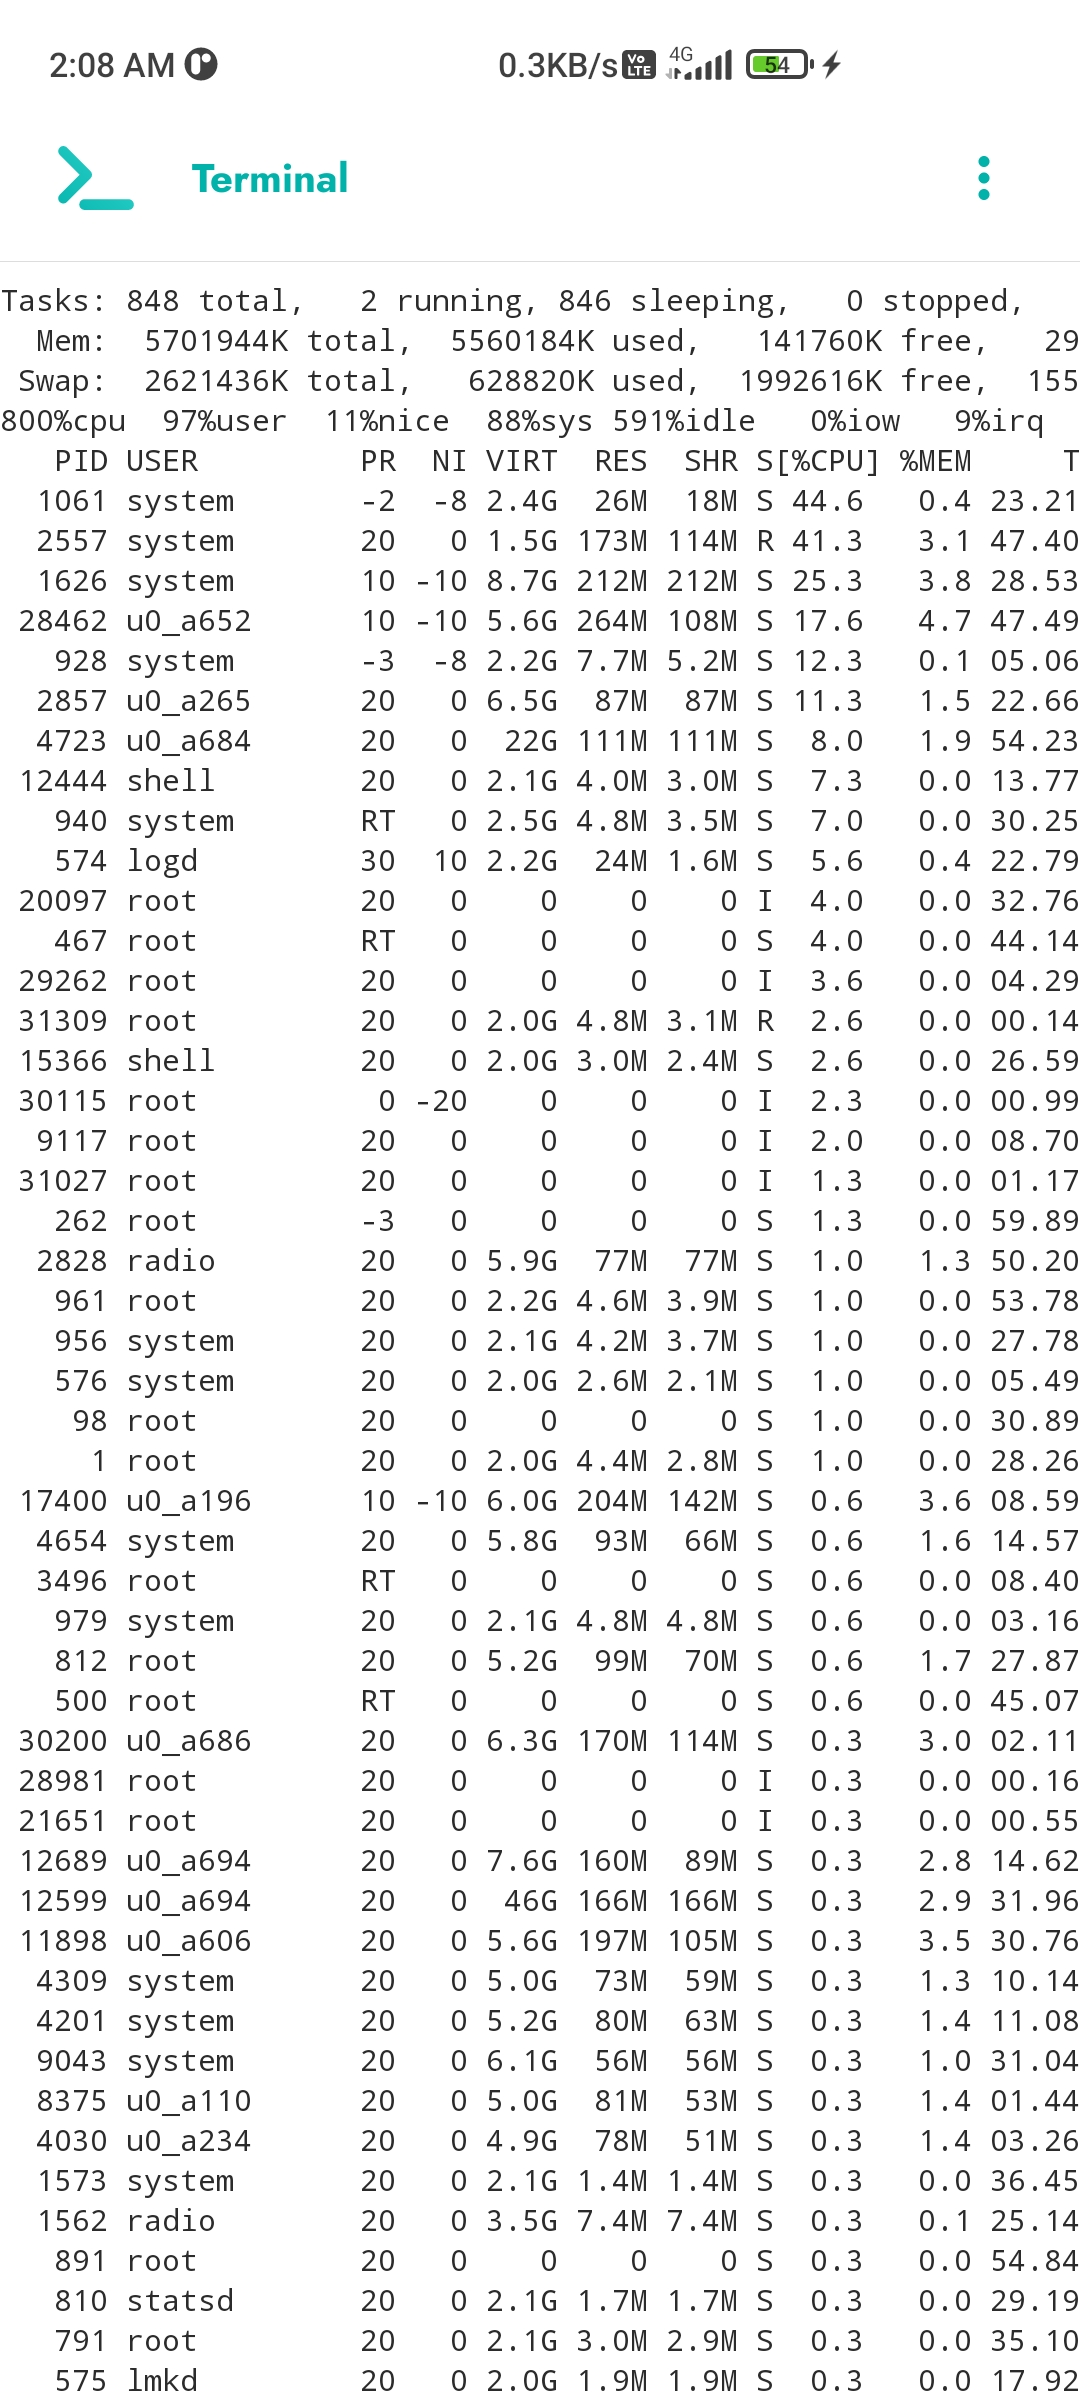 2:08 AM 0.3KB/s Vo LTE 4G 54
Terminal
Tasks: 848 total,   2 running, 846 sleeping,   0 stopped,
  Mem:  5701944K total,  5560184K used,   141760K free,   29
 Swap:  2621436K total,   628820K used,  1992616K free,  155
800%cpu  97%user  11%nice  88%sys 591%idle   0%iow   9%irq
   PID USER         PR  NI VIRT  RES  SHR S[%CPU] %MEM     T
  1061 system       -2  -8 2.4G  26M  18M S 44.6   0.4 23.21
  2557 system       20   0 1.5G 173M 114M R 41.3   3.1 47.40
  1626 system       10 -10 8.7G 212M 212M S 25.3   3.8 28.53
 28462 u0_a652      10 -10 5.6G 264M 108M S 17.6   4.7 47.49
   928 system       -3  -8 2.2G 7.7M 5.2M S 12.3   0.1 05.06
  2857 u0_a265      20   0 6.5G  87M  87M S 11.3   1.5 22.66
  4723 u0_a684      20   0  22G 111M 111M S  8.0   1.9 54.23
 12444 shell        20   0 2.1G 4.0M 3.0M S  7.3   0.0 13.77
   940 system       RT   0 2.5G 4.8M 3.5M S  7.0   0.0 30.25
   574 logd         30  10 2.2G  24M 1.6M S  5.6   0.4 22.79
 20097 root         20   0    0    0    0 I  4.0   0.0 32.76
   467 root         RT   0    0    0    0 S  4.0   0.0 44.14
 29262 root         20   0    0    0    0 I  3.6   0.0 04.29
 31309 root         20   0 2.0G 4.8M 3.1M R  2.6   0.0 00.14
 15366 shell        20   0 2.0G 3.0M 2.4M S  2.6   0.0 26.59
 30115 root          0 -20    0    0    0 I  2.3   0.0 00.99
  9117 root         20   0    0    0    0 I  2.0   0.0 08.70
 31027 root         20   0    0    0    0 I  1.3   0.0 01.17
   262 root         -3   0    0    0    0 S  1.3   0.0 59.89
  2828 radio        20   0 5.9G  77M  77M S  1.0   1.3 50.20
   961 root         20   0 2.2G 4.6M 3.9M S  1.0   0.0 53.78
   956 system       20   0 2.1G 4.2M 3.7M S  1.0   0.0 27.78
   576 system       20   0 2.0G 2.6M 2.1M S  1.0   0.0 05.49
    98 root         20   0    0    0    0 S  1.0   0.0 30.89
     1 root         20   0 2.0G 4.4M 2.8M S  1.0   0.0 28.26
 17400 u0_a196      10 -10 6.0G 204M 142M S  0.6   3.6 08.59
  4654 system       20   0 5.8G  93M  66M S  0.6   1.6 14.57
  3496 root         RT   0    0    0    0 S  0.6   0.0 08.40
   979 system       20   0 2.1G 4.8M 4.8M S  0.6   0.0 03.16
   812 root         20   0 5.2G  99M  70M S  0.6   1.7 27.87
   500 root         RT   0    0    0    0 S  0.6   0.0 45.07
 30200 u0_a686      20   0 6.3G 170M 114M S  0.3   3.0 02.11
 28981 root         20   0    0    0    0 I  0.3   0.0 00.16
 21651 root         20   0    0    0    0 I  0.3   0.0 00.55
 12689 u0_a694      20   0 7.6G 160M  89M S  0.3   2.8 14.62
 12599 u0_a694      20   0  46G 166M 166M S  0.3   2.9 31.96
 11898 u0_a606      20   0 5.6G 197M 105M S  0.3   3.5 30.76
  4309 system       20   0 5.0G  73M  59M S  0.3   1.3 10.14
  4201 system       20   0 5.2G  80M  63M S  0.3   1.4 11.08
  9043 system       20   0 6.1G  56M  56M S  0.3   1.0 31.04
  8375 u0_a110      20   0 5.0G  81M  53M S  0.3   1.4 01.44
  4030 u0_a234      20   0 4.9G  78M  51M S  0.3   1.4 03.26
  1573 system       20   0 2.1G 1.4M 1.4M S  0.3   0.0 36.45
  1562 radio        20   0 3.5G 7.4M 7.4M S  0.3   0.1 25.14
   891 root         20   0    0    0    0 S  0.3   0.0 54.84
   810 statsd       20   0 2.1G 1.7M 1.7M S  0.3   0.0 29.19
   791 root         20   0 2.1G 3.0M 2.9M S  0.3   0.0 35.10
   575 lmkd         20   0 2.0G 1.9M 1.9M S  0.3   0.0 17.92